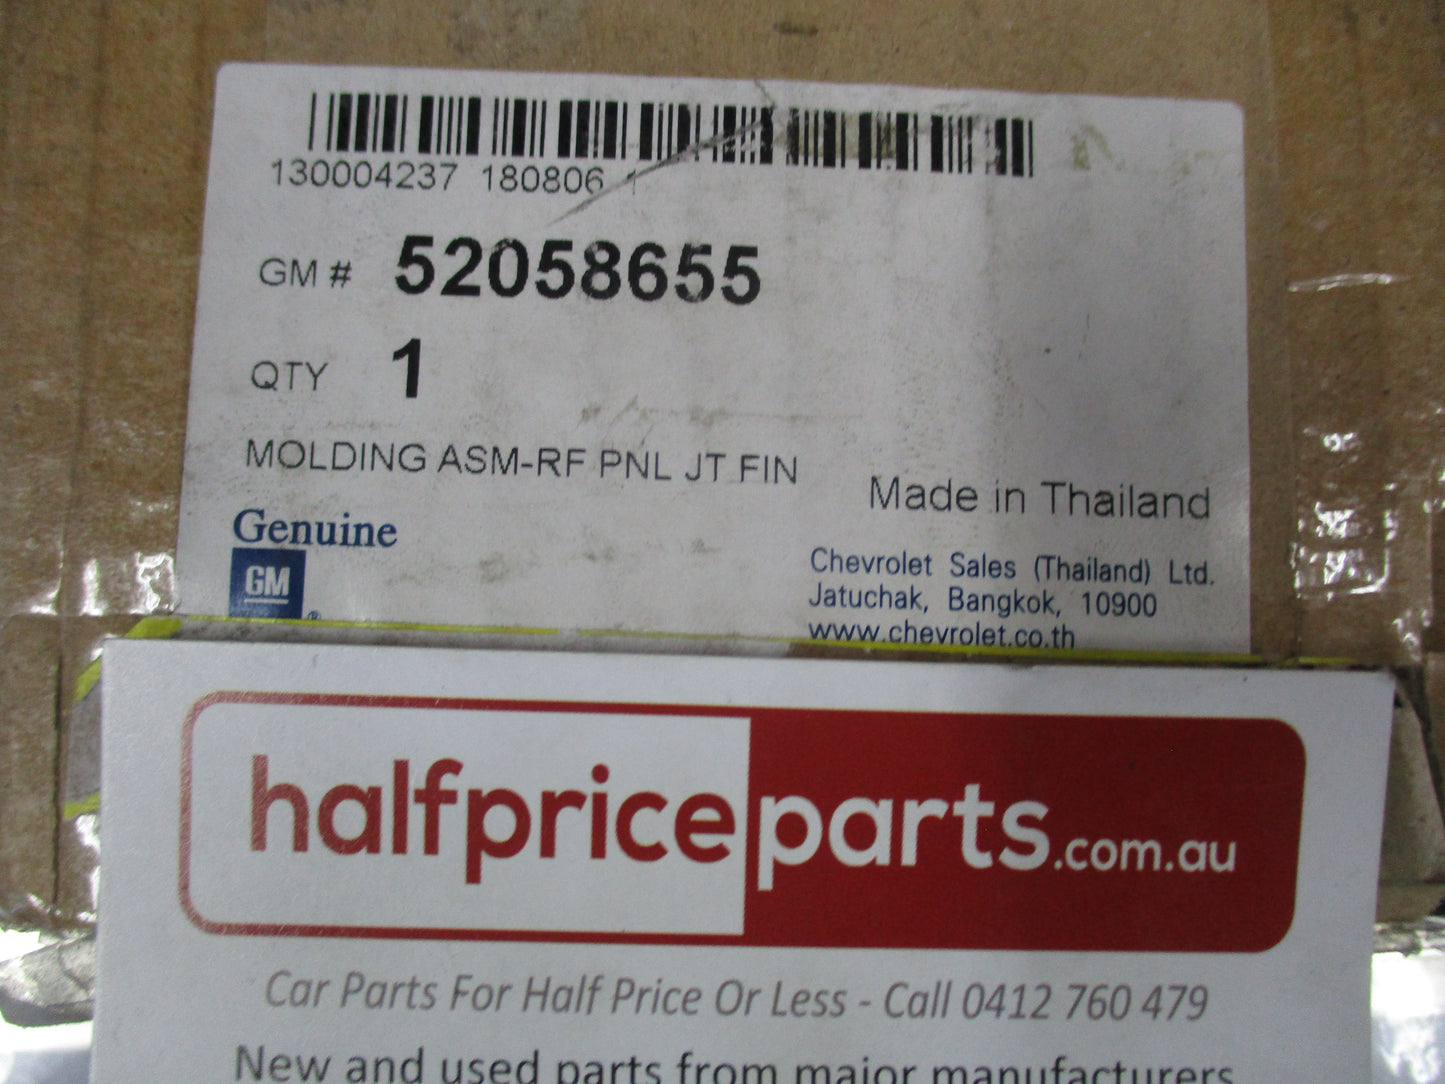 130004237 180806 1
GM # 52058655
QTY 1
MOLDING ASM-RF PNL JT FIN
Made in Thailand
Genuine
GM ®
Chevrolet Sales (Thailand) Ltd.
Jatuchak, Bangkok, 10900
www.chevrolet.co.th
halfpriceparts.com.au
Car Parts For Half Price Or Less - Call 0412 760 479
New and used parts from major manufacturers